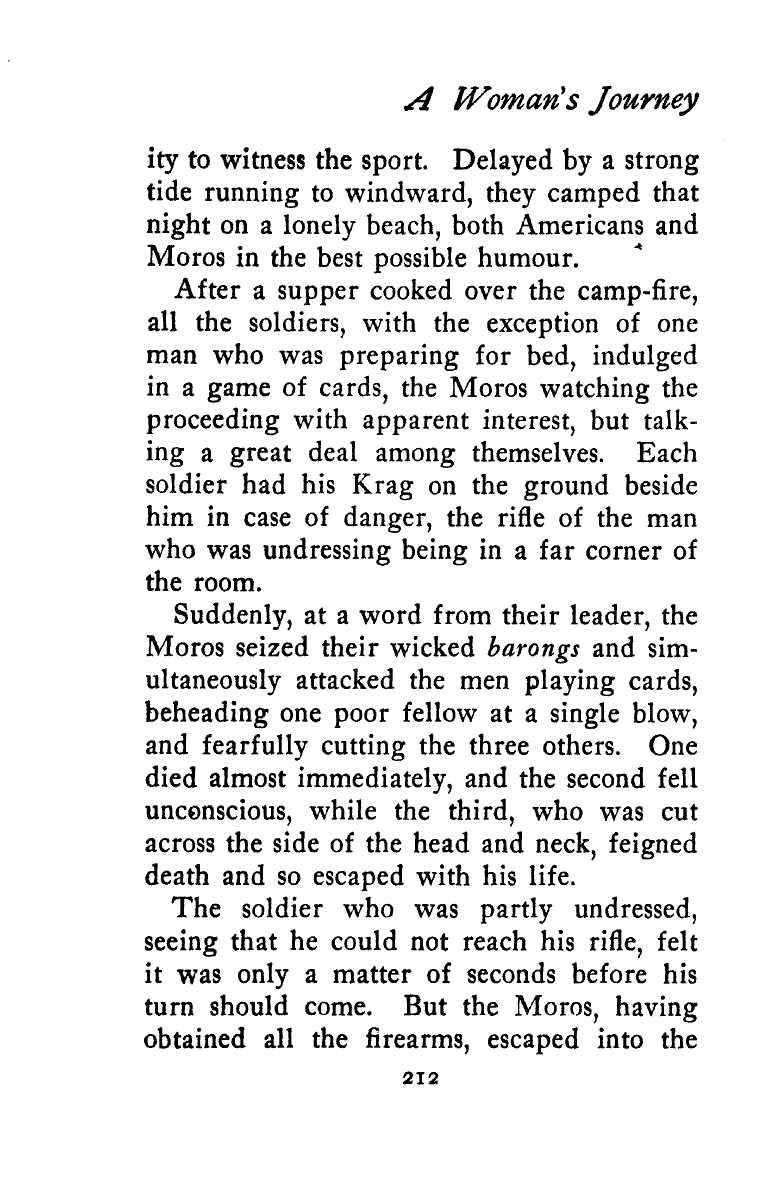 A Woman's Journey
ity to witness the sport. Delayed by a strong
tide running to windward, they camped that
night on a lonely beach, both Americans and
Moros in the best possible humour.
After a supper cooked over the camp-fire,
all the soldiers, with the exception of one
man who was preparing for bed, indulged
in a game of cards, the Moros watching the
proceeding with apparent interest, but talk-
ing a great deal among themselves. Each
soldier had his Krag on the ground beside
him in case of danger, the rifle of the man
who was undressing being in a far corner of
the room.
Suddenly, at a word from their leader, the
Moros seized their wicked barongs and sim-
ultaneously attacked the men playing cards,
beheading one poor fellow at a single blow,
and fearfully cutting the three others. One
died almost immediately, and the second fell
unconscious, while the third, who was cut
across the side of the head and neck, feigned
death and so escaped with his life.
The soldier who was partly undressed,
seeing that he could not reach his rifle, felt
it was only a matter of seconds before his
turn should come. But the Moros, having
obtained all the firearms, escaped into the
212